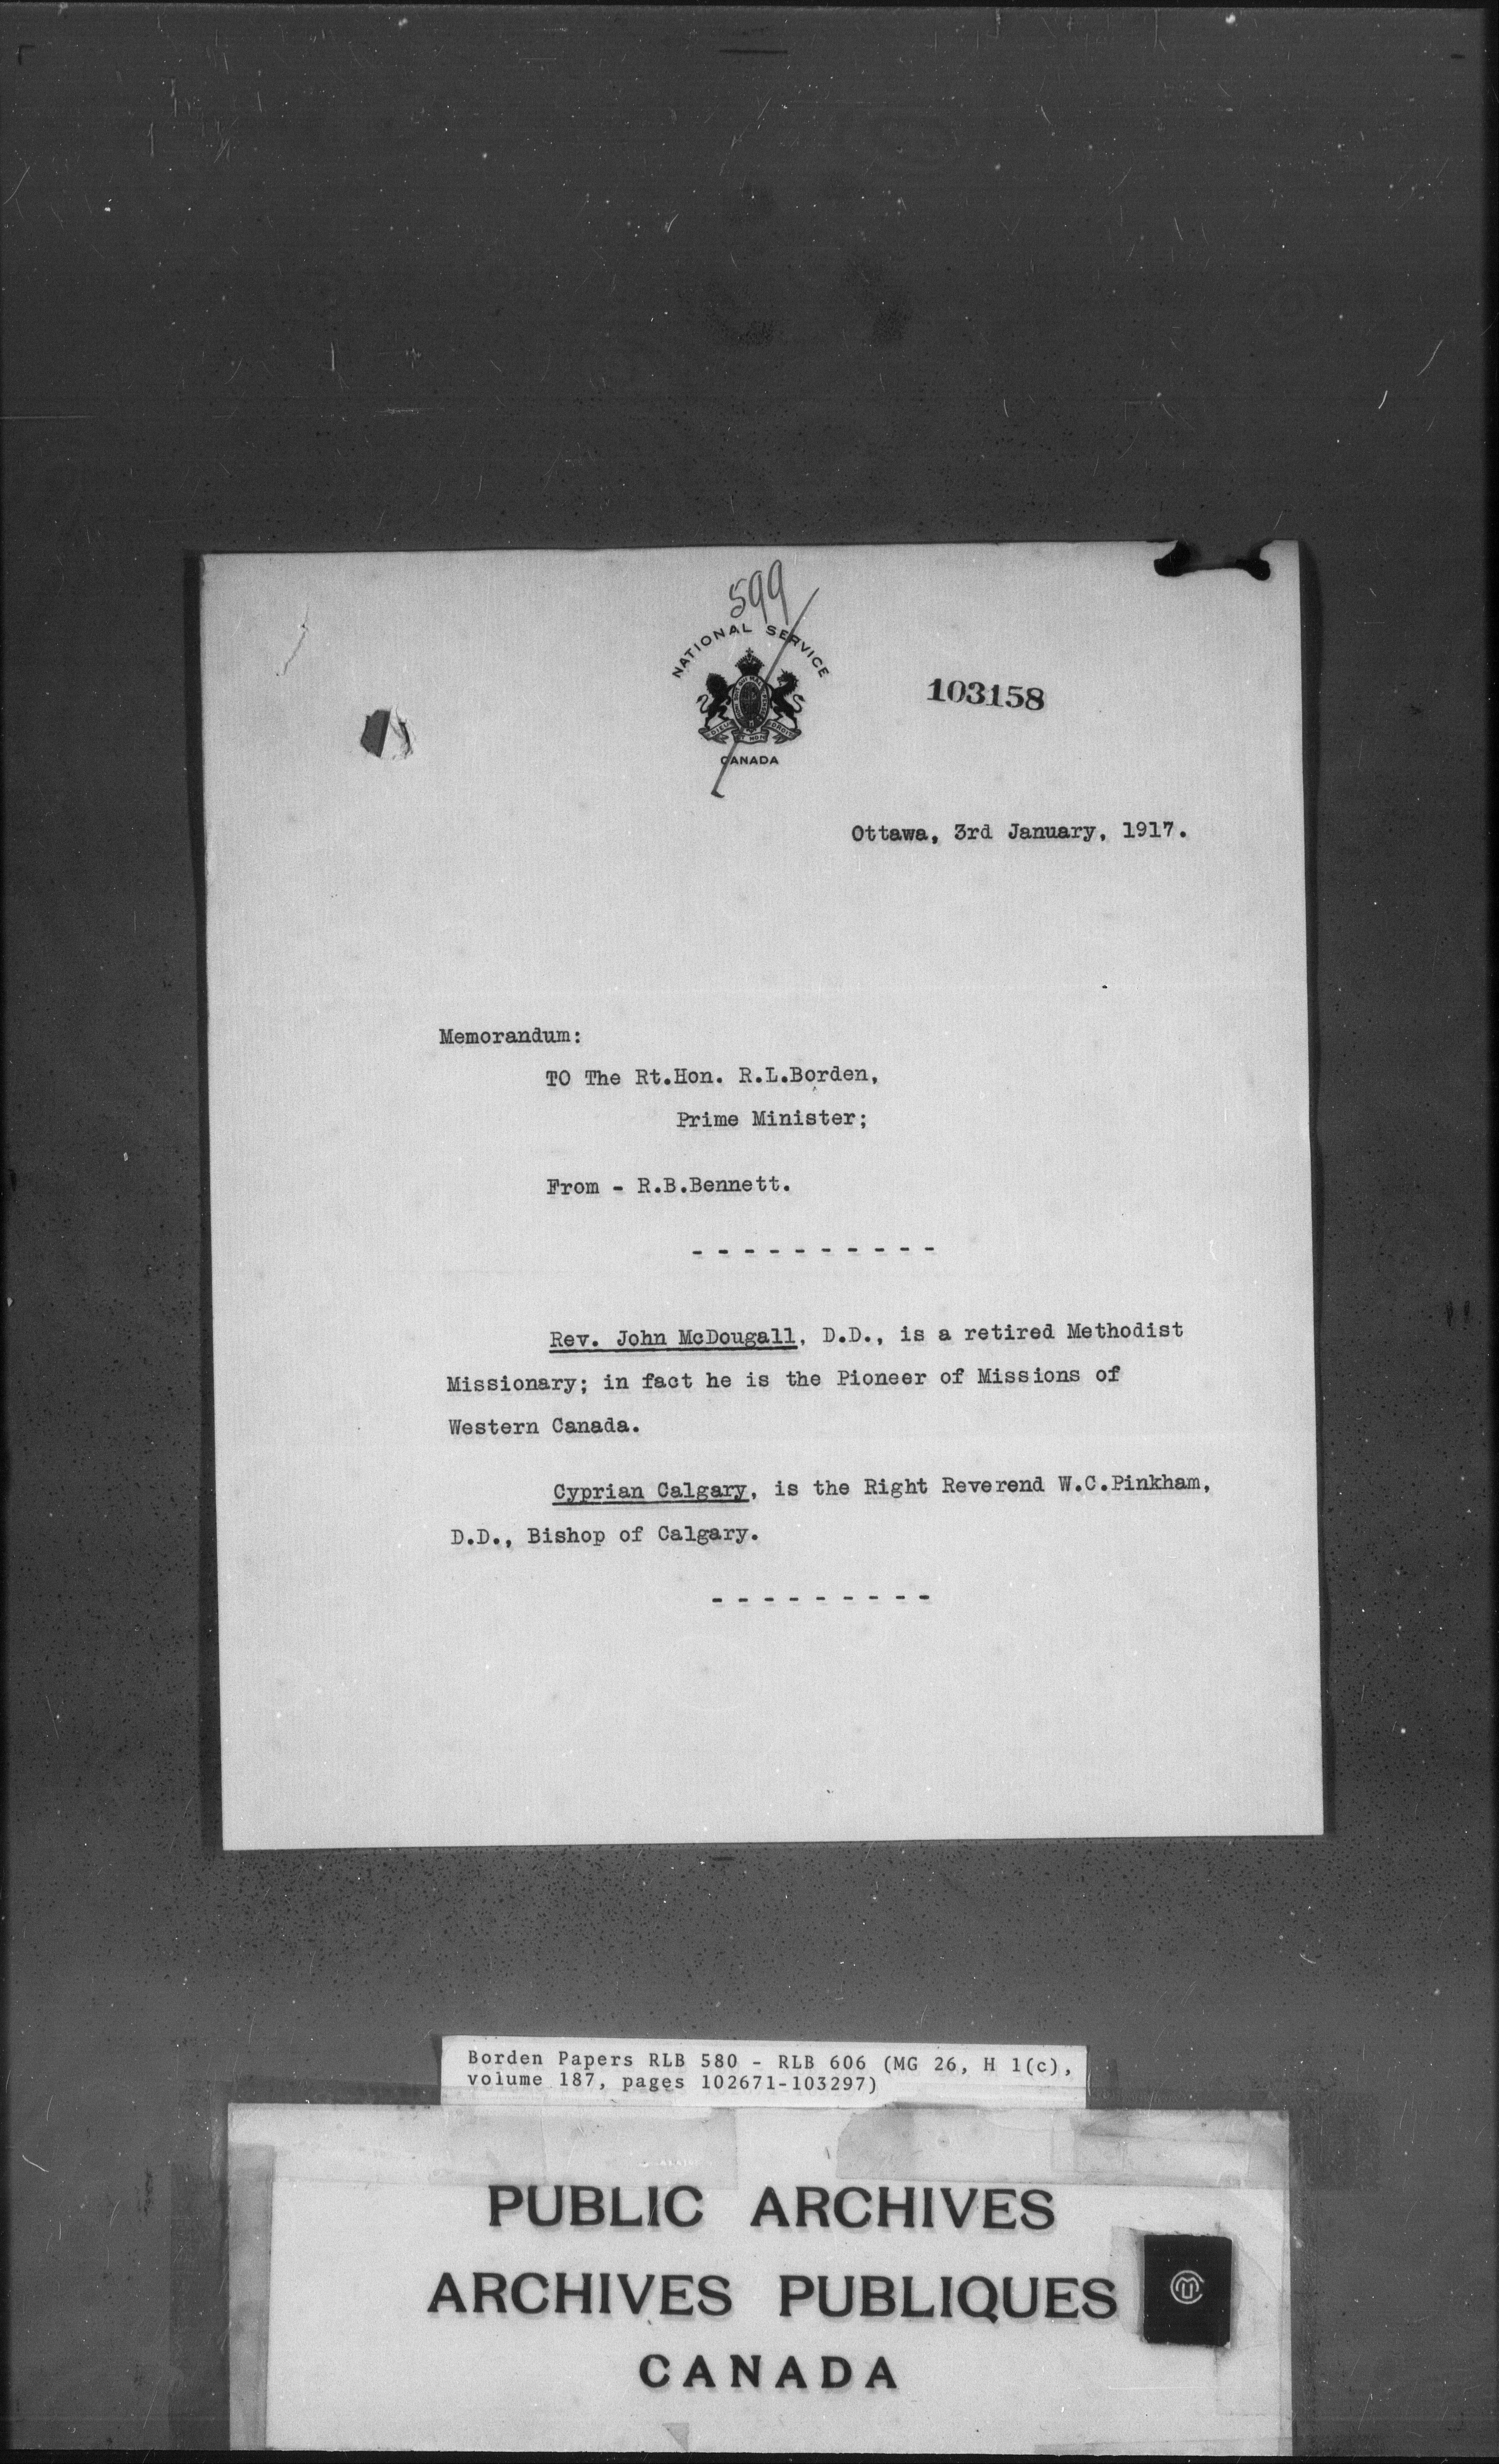 599
NATIONAL SERVICE
CANADA
103158
Ottawa, 3rd January, 1917.
Memorandum:
TO The Rt.Hon. R.L.Borden,
Prime Minister;
From - R.B.Bennett.
- - - - - - - - - -
Rev. John McDougall, D.D., is a retired Methodist
Missionary; in fact he is the Pioneer of Missions of
Western Canada.
Cyprian Calgary, is the Right Reverend W.C.Pinkham,
D.D., Bishop of Calgary.
- - - - - - - - -
Borden Papers RLB 580 - RLB 606 (MG 26, H 1(c),
volume 187, pages 102671-103297)
PUBLIC ARCHIVES
ARCHIVES PUBLIQUES
CANADA